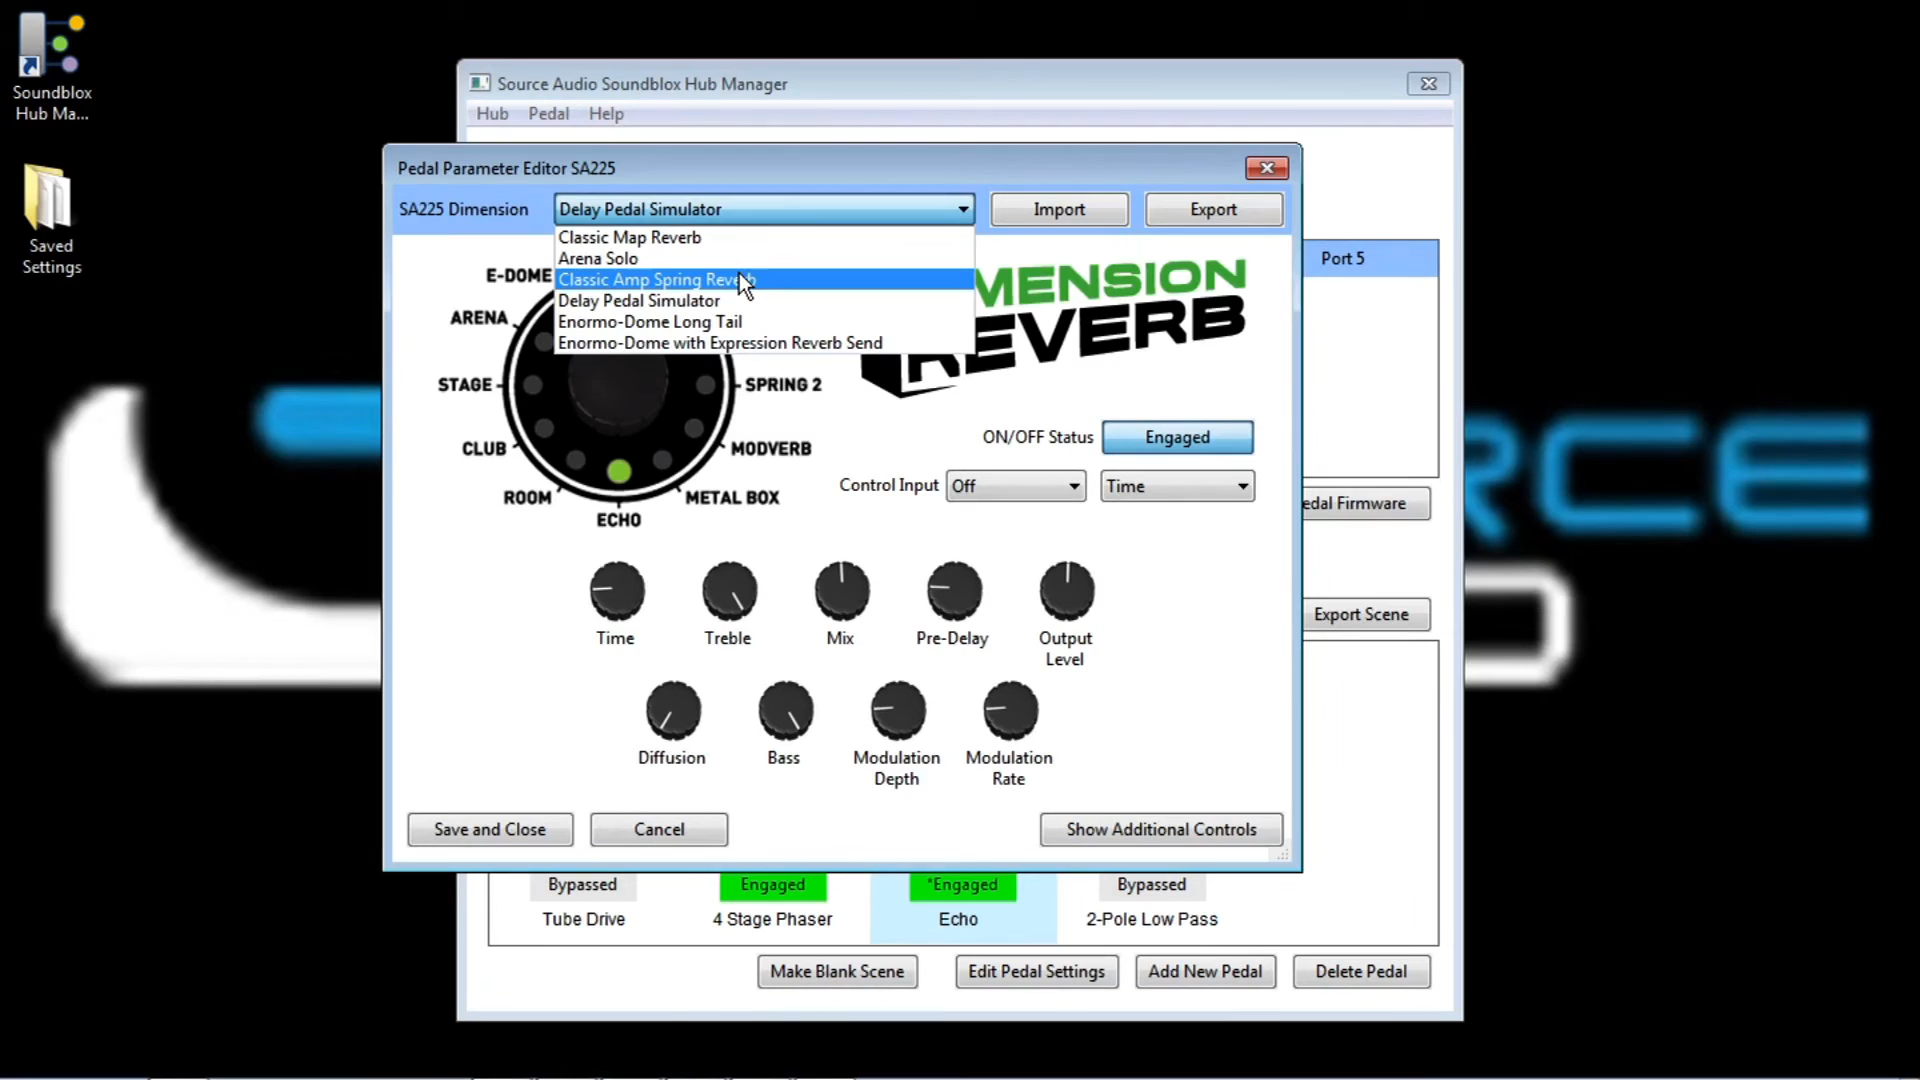 Soundblox
Hub Ma...
Saved
Settings
Source Audio Soundblox Hub Manager
Hub Pedal Help
Pedal Parameter Editor SA225
SA225 Dimension
Delay Pedal Simulator
Import
Export
Classic Map Reverb
Arena Solo
Classic Amp Spring Reverb
Delay Pedal Simulator
Enormo-Dome Long Tail
Enormo-Dome with Expression Reverb Send
E-DOME
ARENA
STAGE
CLUB
ROOM
ECHO
METAL BOX
MODVERB
SPRING 2
MENSION
REVERB
ON/OFF Status
Engaged
Control Input
Off
Time
Port 5
edal Firmware
Export Scene
Time
Treble
Mix
Pre-Delay
Output
Level
Diffusion
Bass
Modulation
Depth
Modulation
Rate
Save and Close
Cancel
Show Additional Controls
Bypassed
Engaged
*Engaged
Bypassed
Tube Drive
4 Stage Phaser
Echo
2-Pole Low Pass
Make Blank Scene
Edit Pedal Settings
Add New Pedal
Delete Pedal
RCE